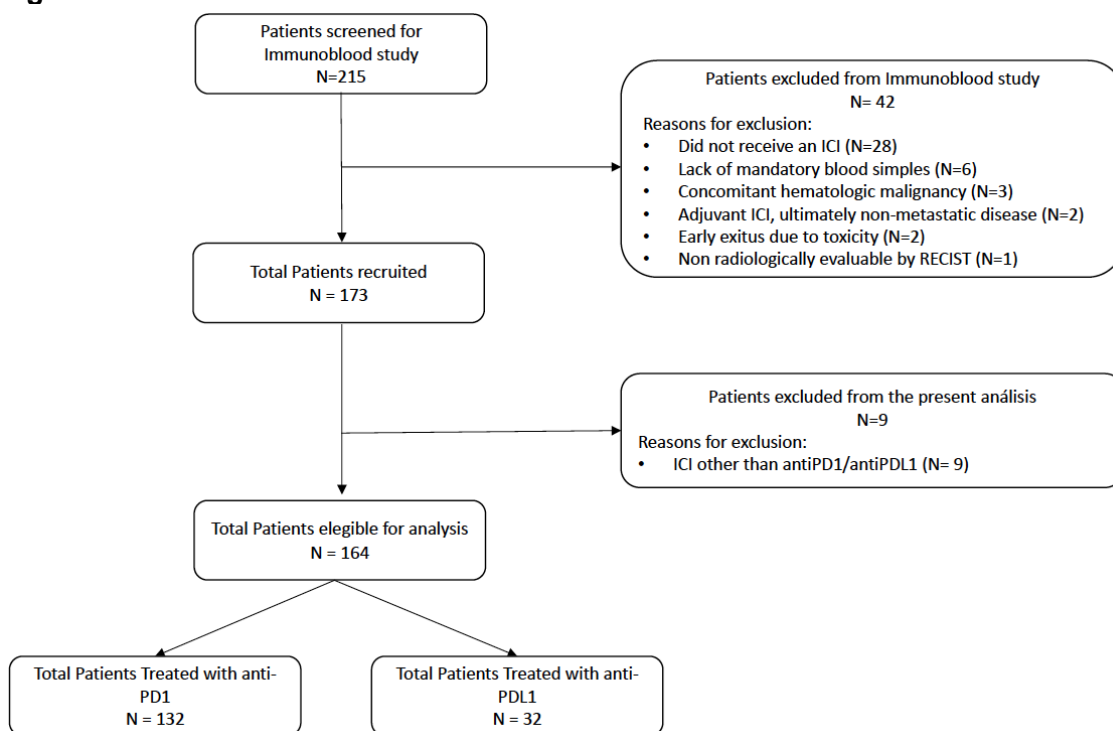 Patients screened for
Immunoblood study
N=215
Patients excluded from Immunoblood study
N= 42
Reasons for exclusion:
• Did not receive an ICI (N=28)
• Lack of mandatory blood simples (N=6)
• Concomitant hematologic malignancy (N=3)
• Adjuvant ICI, ultimately non-metastatic disease (N=2)
• Early exitus due to toxicity (N=2)
• Non radiologically evaluable by RECIST (N=1)
Total Patients recruited
N = 173
Patients excluded from the present análisis
N=9
Reasons for exclusion:
• ICI other than antiPD1/antiPDL1 (N= 9)
Total Patients elegible for analysis
N = 164
Total Patients Treated with anti-
PD1
N = 132
Total Patients Treated with anti-
PDL1
N = 32